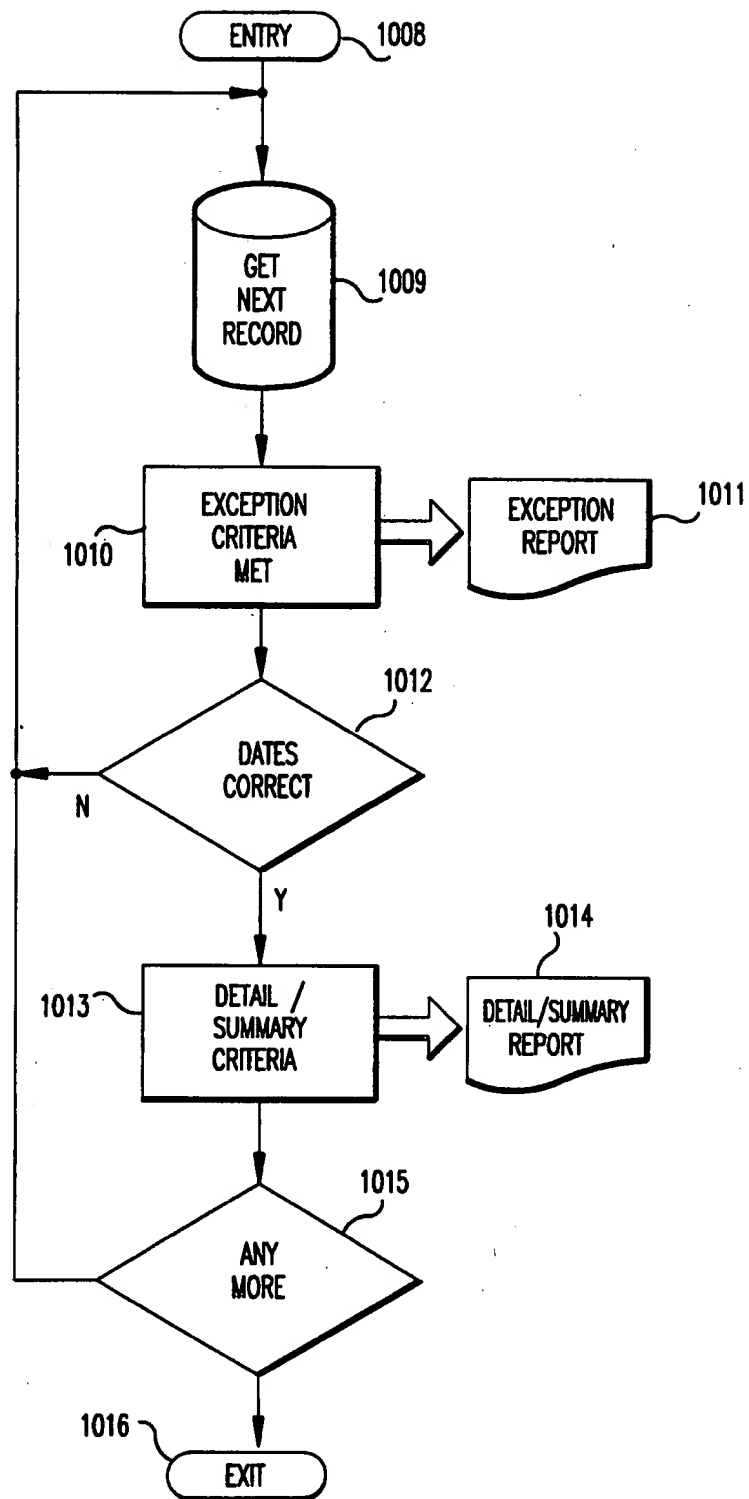 ENTRY
1008
GET
NEXT
RECORD
1009
EXCEPTION
CRITERIA
MET
1010
EXCEPTION
REPORT
1011
DATES
CORRECT
1012
N
Y
DETAIL /
SUMMARY
CRITERIA
1013
DETAIL/SUMMARY
REPORT
1014
ANY
MORE
1015
1016
EXIT